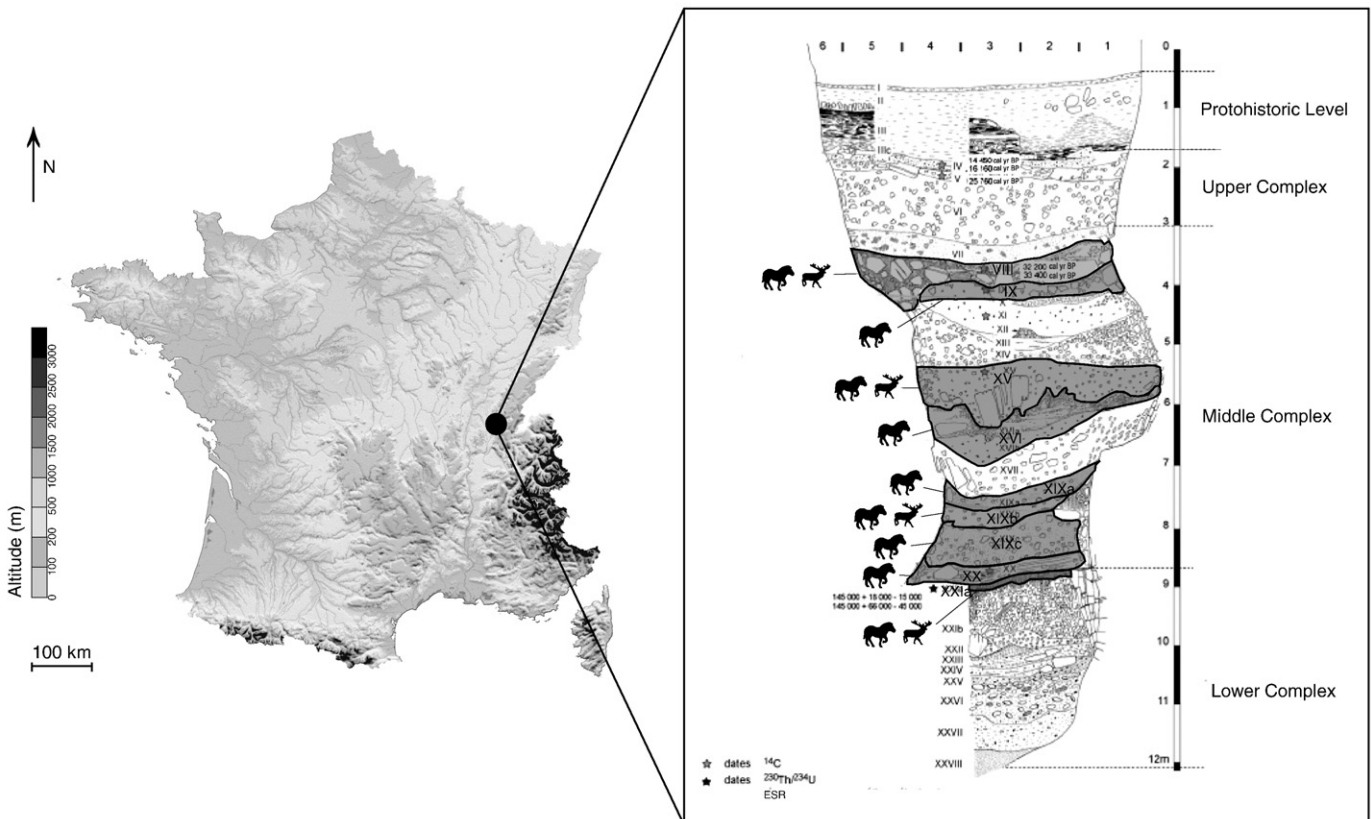 N
Altitude (m)
3000
2500
2000
1500
1000
500
200
100
0
100 km
6 5 4 3 2 1 0
I
II
1
Protohistoric Level
III
IIIc
IV 14 450 cal yr BP
2
16 160 cal yr BP
V 25 760 cal yr BP
Upper Complex
VI
3
VII
VIII 32 200 cal yr BP
33 400 cal yr BP
4
IX
X
XI
XII
XIII
5
XIV
XV
XV
6
Middle Complex
XVI
XVI
XVII
7
XIXa
XIXa
XIXb
8
XIXc
XX
XX
9
XXIa
145 000 + 18 000 - 15 000
145 000 + 66 000 - 45 000
XXIb
10
XXII
XXIII
XXIV
XXV
XXVI
11
Lower Complex
XXVII
XXVIII
12m
dates 14C
dates 230Th/234U
ESR